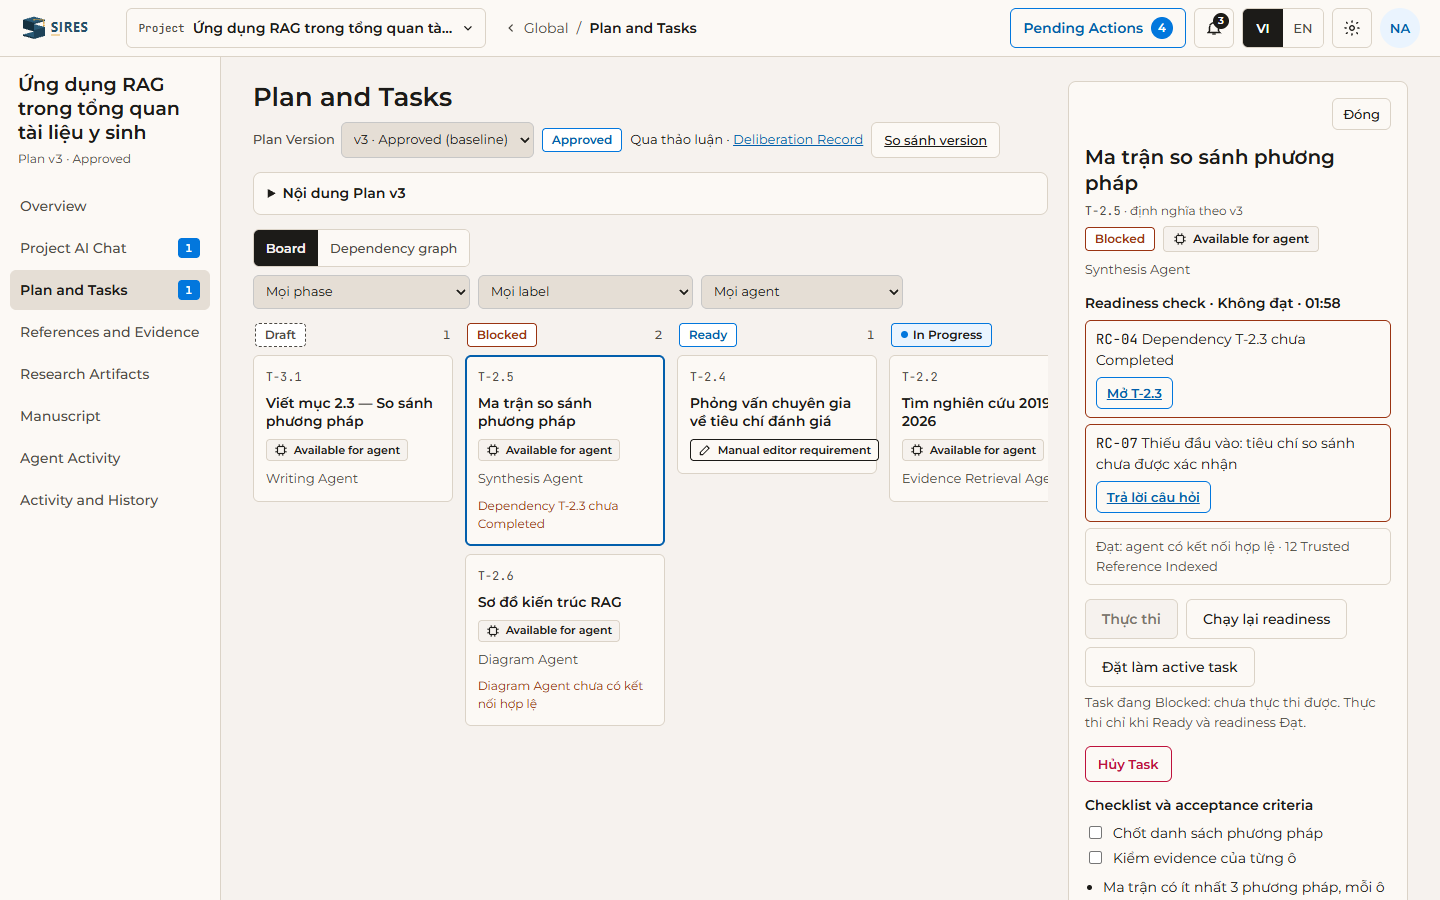 SIRES
Project Ứng dụng RAG trong tổng quan tà...
Global / Plan and Tasks
Pending Actions 4
3
VI EN
NA
Ứng dụng RAG
trong tổng quan
tài liệu y sinh
Plan v3 · Approved
Overview
Project AI Chat 1
Plan and Tasks 1
References and Evidence
Research Artifacts
Manuscript
Agent Activity
Activity and History
Plan and Tasks
Plan Version v3 · Approved (baseline) Approved Qua thảo luận · Deliberation Record So sánh version
Nội dung Plan v3
Board Dependency graph
Mọi phase Mọi label Mọi agent
Draft 1
T-3.1
Viết mục 2.3 — So sánh
phương pháp
Available for agent
Writing Agent
Blocked 2
T-2.5
Ma trận so sánh
phương pháp
Available for agent
Synthesis Agent
Dependency T-2.3 chưa
Completed
T-2.6
Sơ đồ kiến trúc RAG
Available for agent
Diagram Agent
Diagram Agent chưa có kết
nối hợp lệ
Ready 1
T-2.4
Phỏng vấn chuyên gia
về tiêu chí đánh giá
Manual editor requirement
In Progress
T-2.2
Tìm nghiên cứu 2019
2026
Available for agent
Evidence Retrieval Age
Đóng
Ma trận so sánh phương
pháp
T-2.5 · định nghĩa theo v3
Blocked Available for agent
Synthesis Agent
Readiness check · Không đạt · 01:58
RC-04 Dependency T-2.3 chưa
Completed
Mở T-2.3
RC-07 Thiếu đầu vào: tiêu chí so sánh
chưa được xác nhận
Trả lời câu hỏi
Đạt: agent có kết nối hợp lệ · 12 Trusted
Reference Indexed
Thực thi Chạy lại readiness
Đặt làm active task
Task đang Blocked: chưa thực thi được. Thực
thi chỉ khi Ready và readiness Đạt.
Hủy Task
Checklist và acceptance criteria
Chốt danh sách phương pháp
Kiểm evidence của từng ô
Ma trận có ít nhất 3 phương pháp, mỗi ô